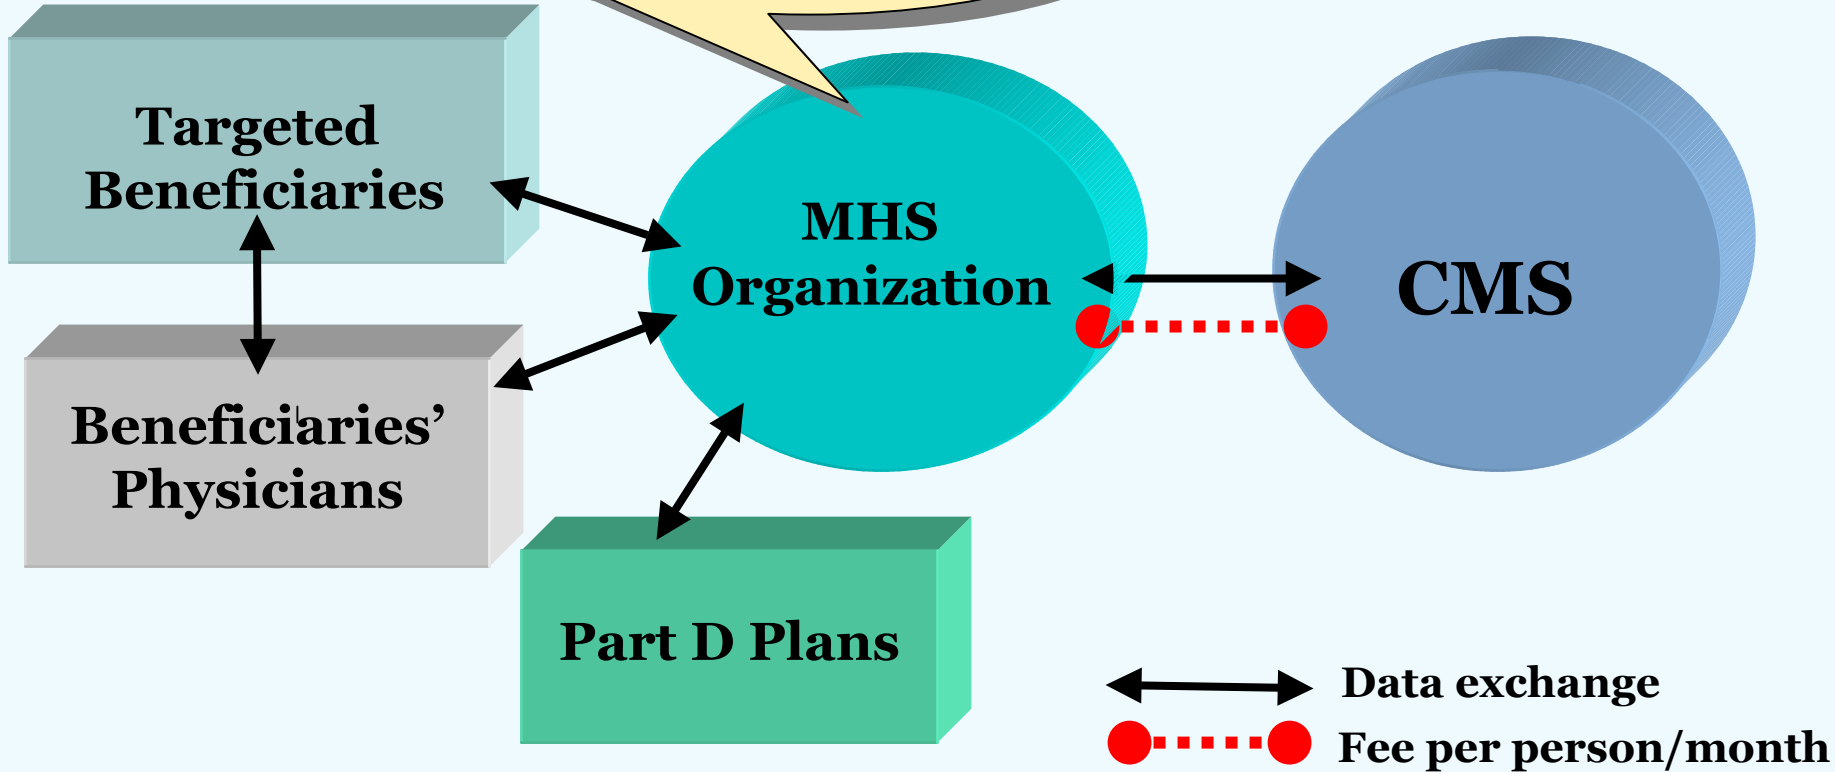 Targeted
Beneficiaries
MHS
Organization
CMS
Beneficiaries’
Physicians
Part D Plans
Data exchange
Fee per person/month